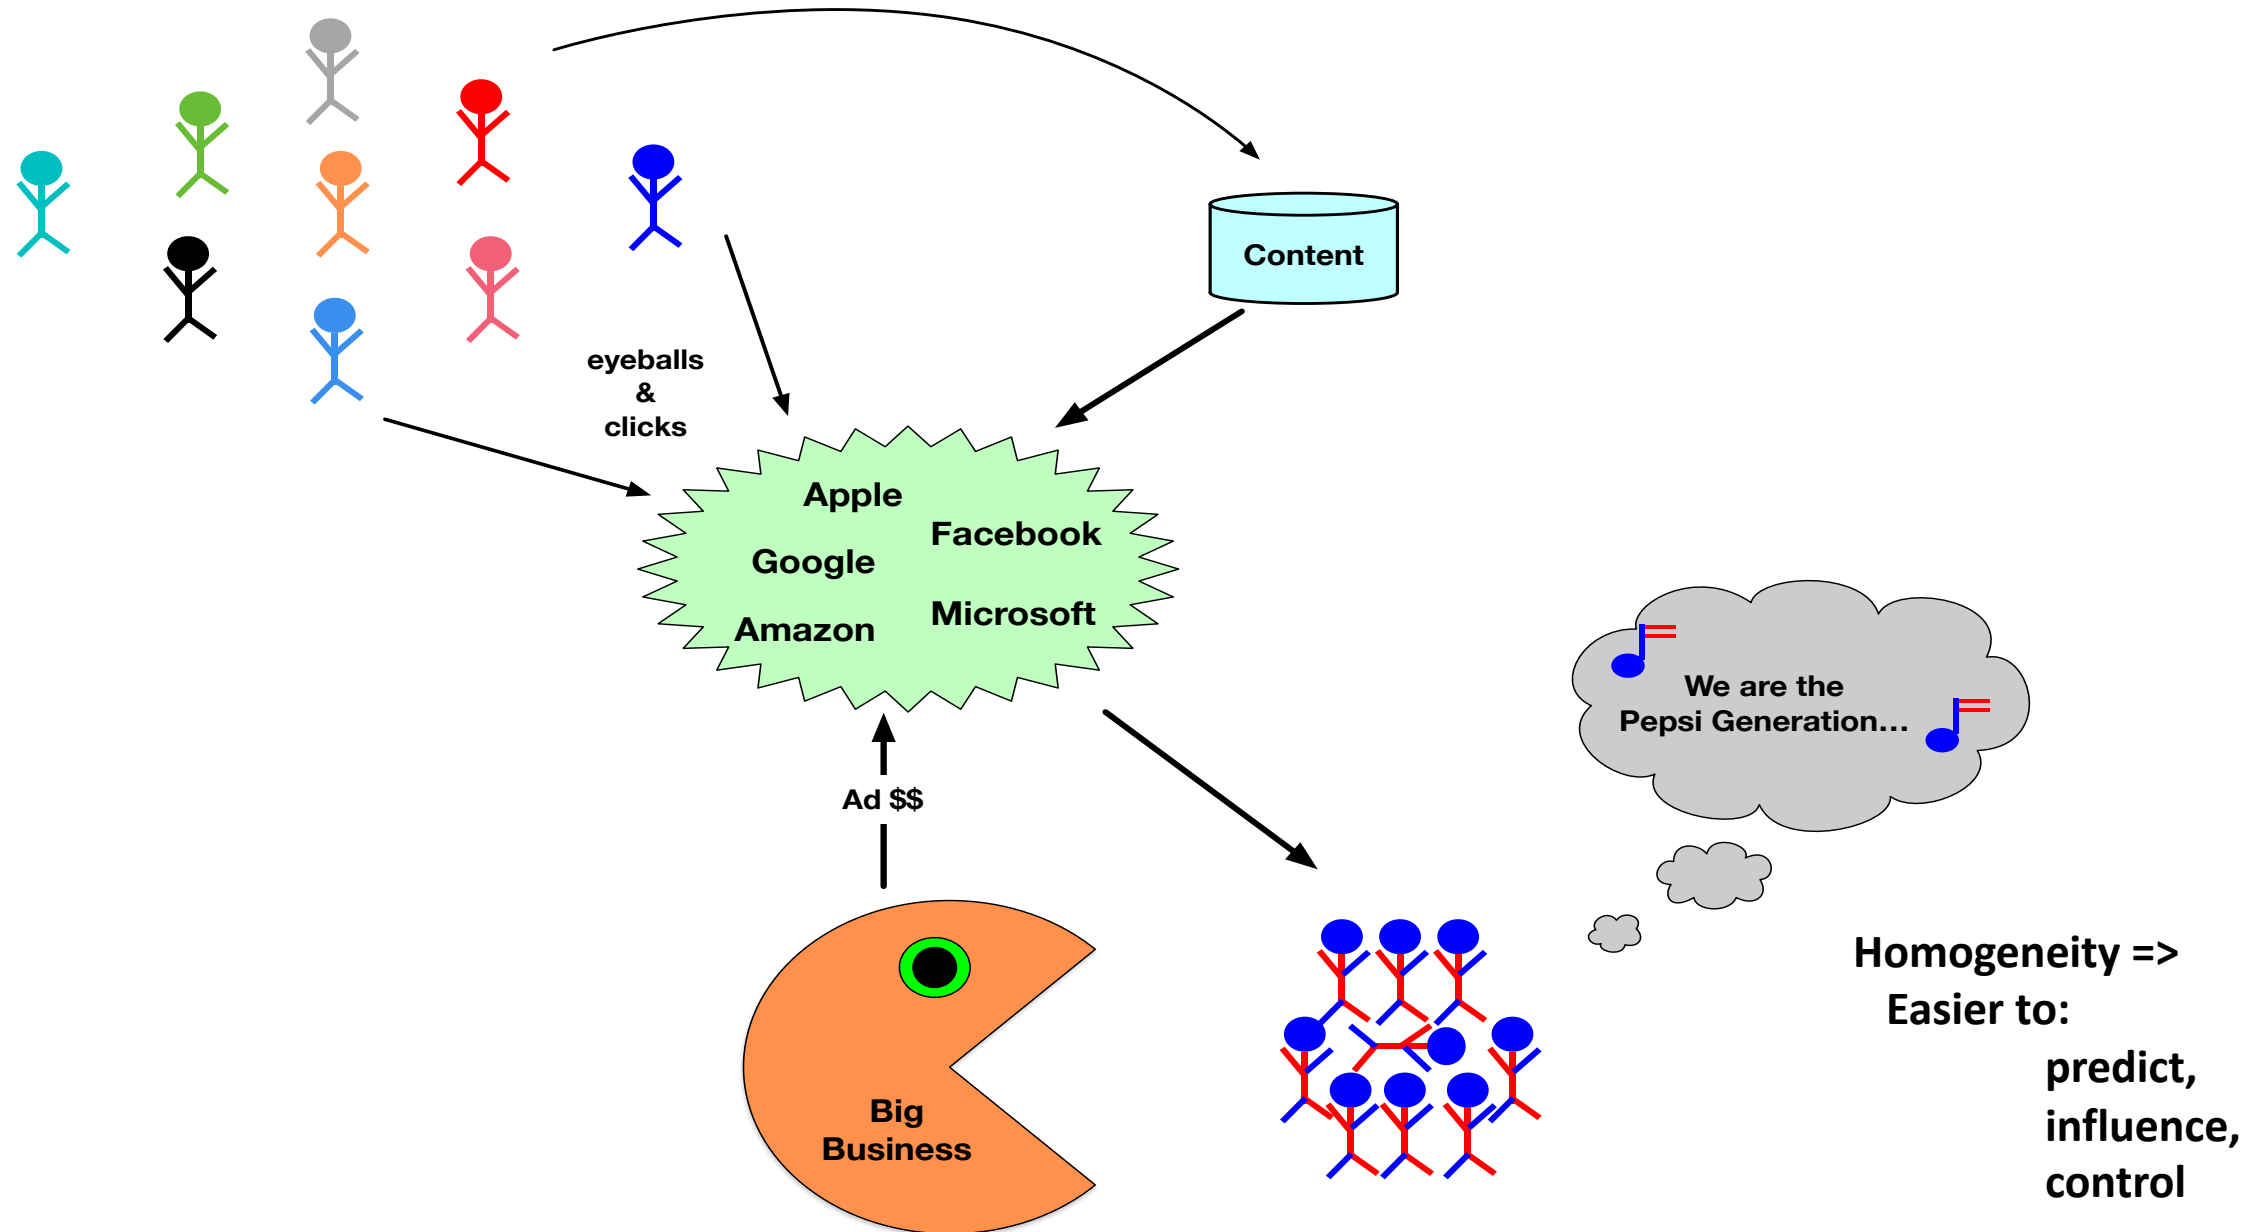 Content
eyeballs
&
clicks
Apple
Facebook
Google
Microsoft
Amazon
We are the
Pepsi Generation...
Ad $$
Big
Business
Homogeneity =>
Easier to:
predict,
influence,
control